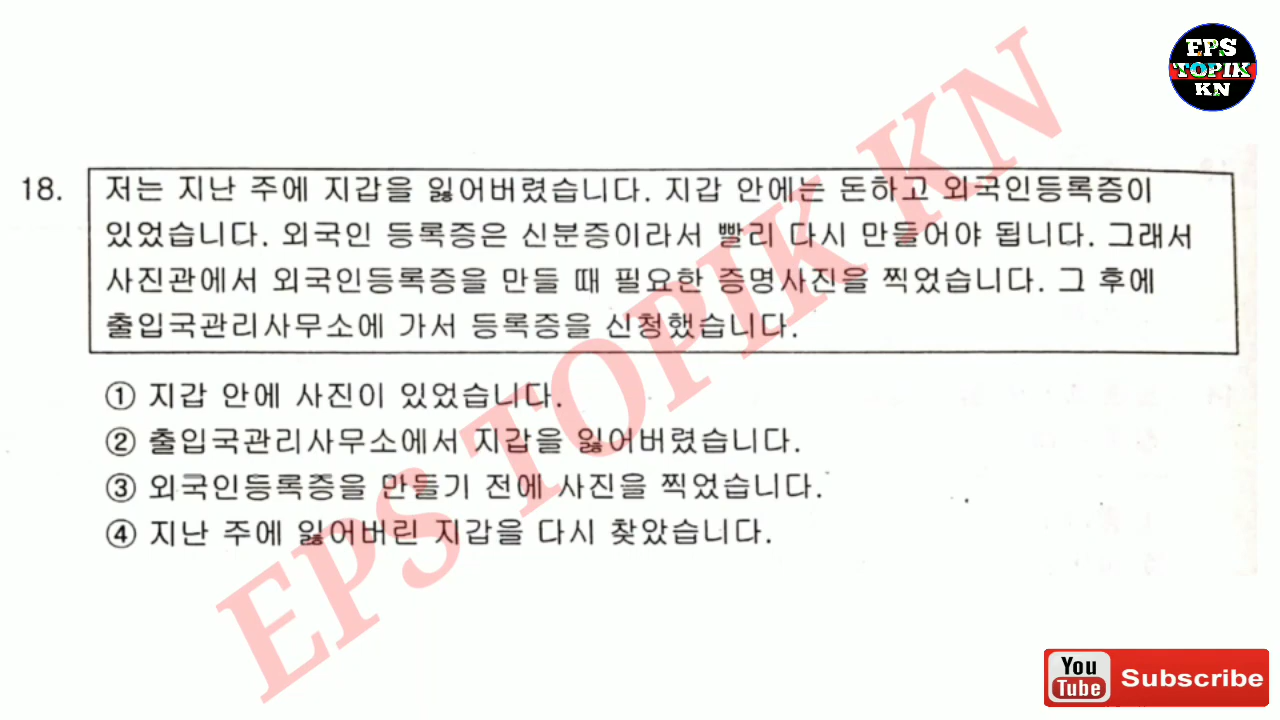 EPS
TOPIK
KN
18.
저는 지난 주에 지갑을 잃어버렸습니다. 지갑 안에는 돈하고 외국인등록증이
있었습니다. 외국인 등록증은 신분증이라서 빨리 다시 만들어야 됩니다. 그래서
사진관에서 외국인등록증을 만들 때 필요한 증명사진을 찍었습니다. 그 후에
출입국관리사무소에 가서 등록증을 신청했습니다.
① 지갑 안에 사진이 있었습니다.
② 출입국관리사무소에서 지갑을 잃어버렸습니다.
③ 외국인등록증을 만들기 전에 사진을 찍었습니다.
④ 지난 주에 잃어버린 지갑을 다시 찾았습니다.
EPS TOPIK KN
You
Tube
Subscribe